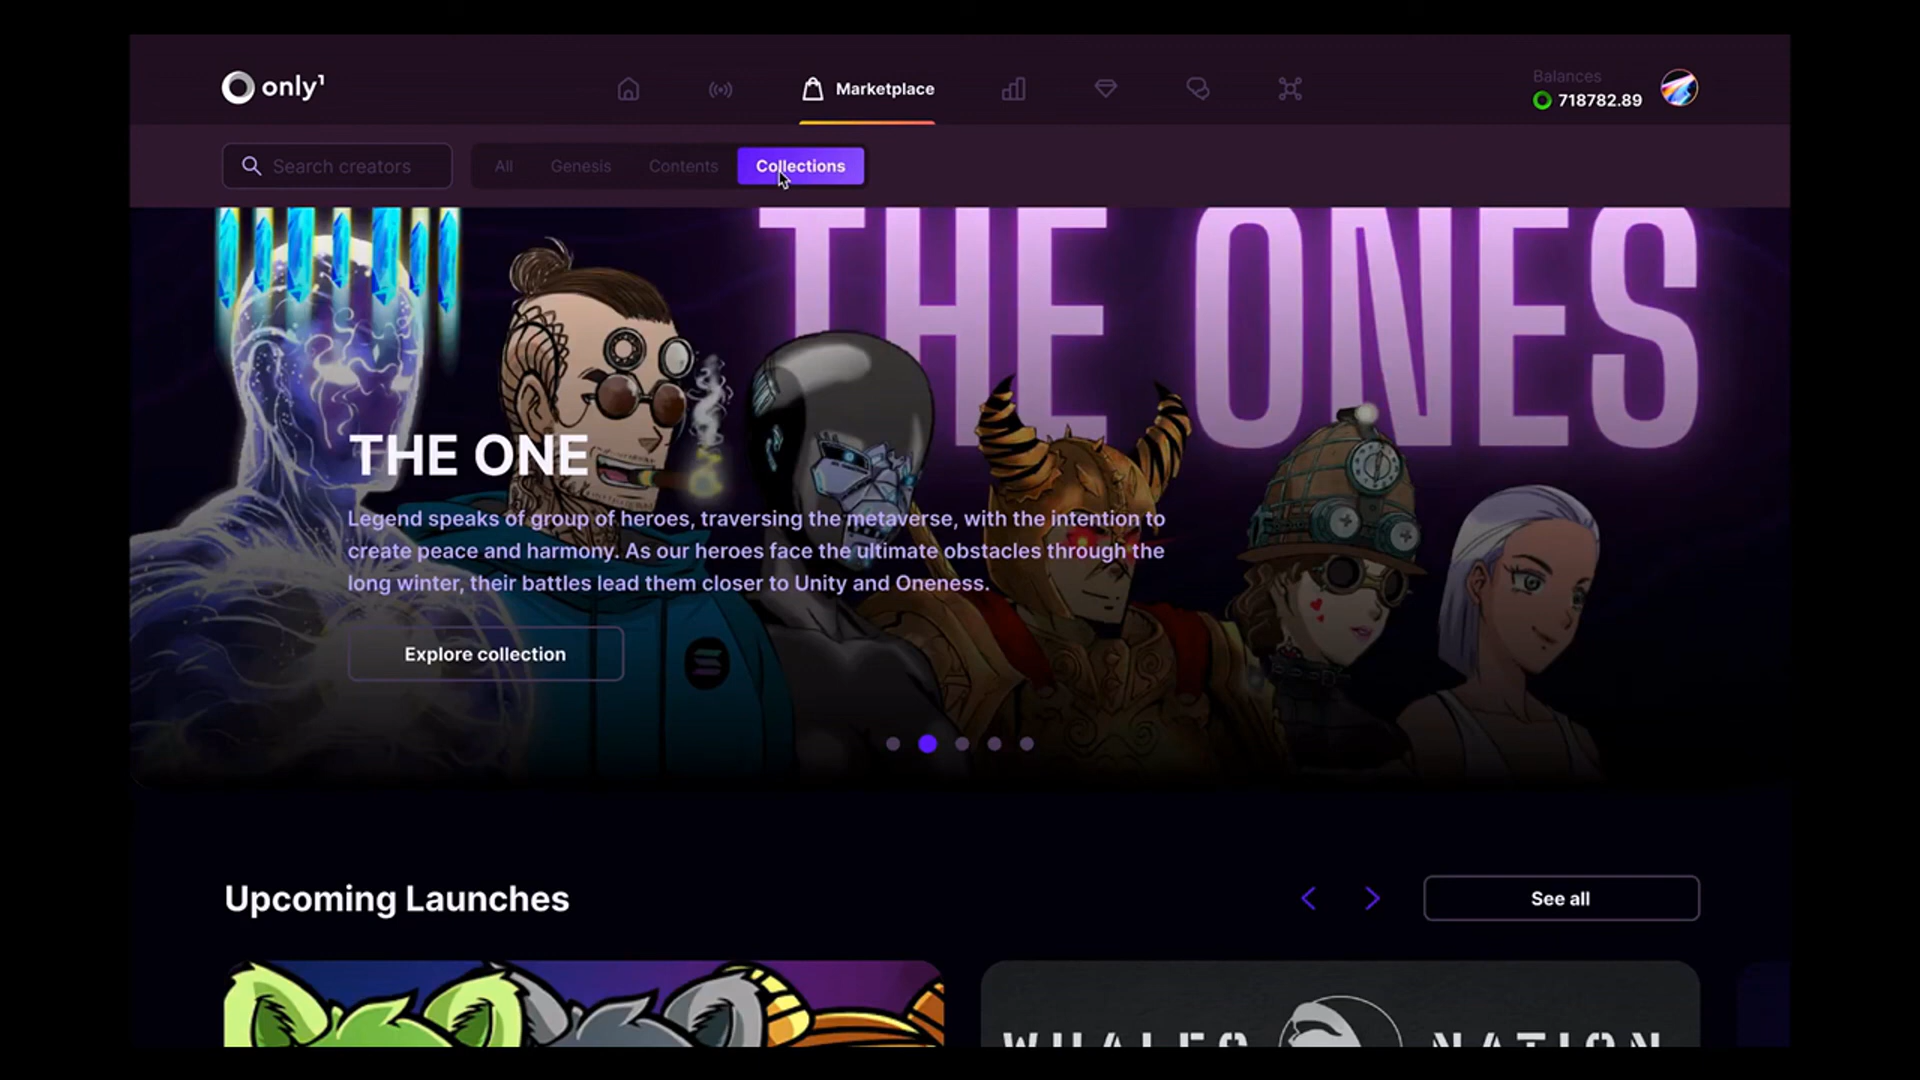 only¹
Marketplace
Balances
718782.89
Search creators
All
Genesis
Contents
Collections
THE ONES
THE ONE
Legend speaks of group of heroes, traversing the metaverse, with the intention to
create peace and harmony. As our heroes face the ultimate obstacles through the
long winter, their battles lead them closer to Unity and Oneness.
Explore collection
Upcoming Launches
See all
WHALES NATION